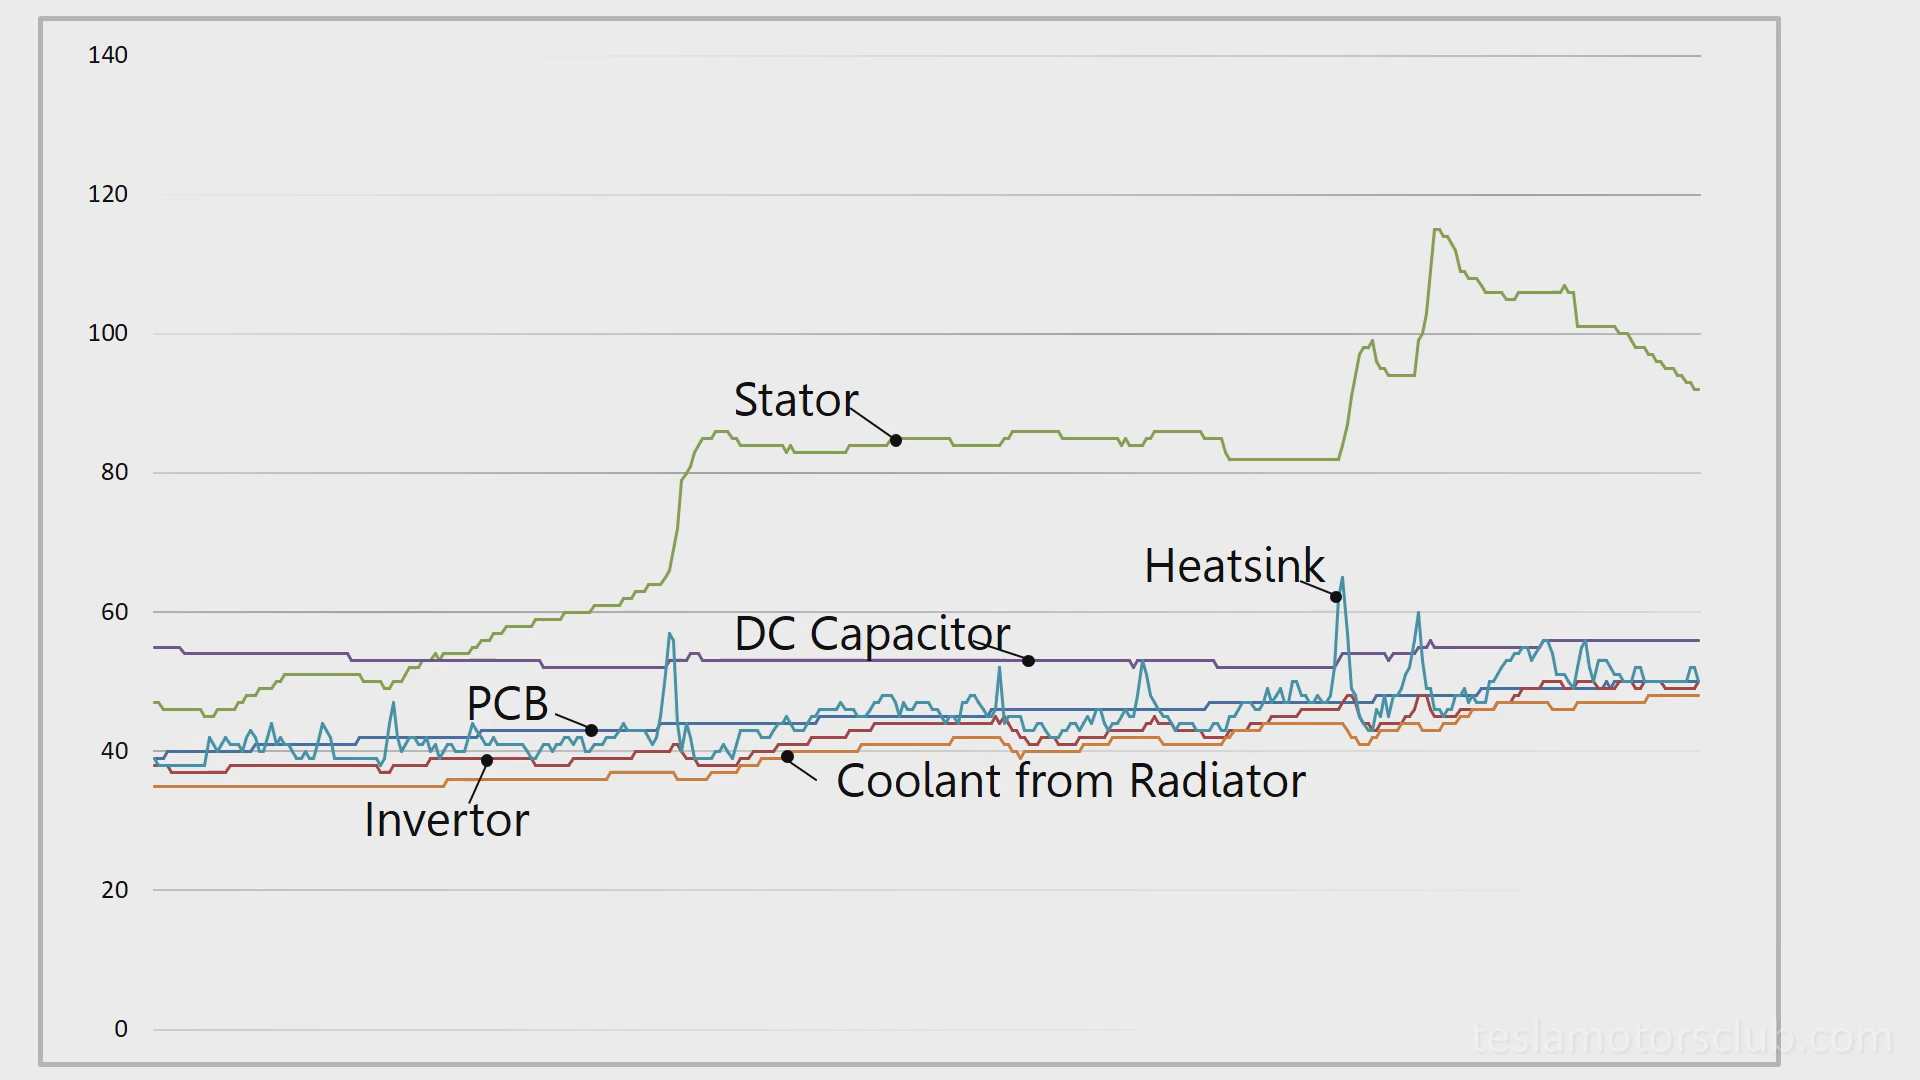 140
120
100
Stator
80
Heatsink
60
DC Capacitor
PCB
40
Coolant from Radiator
Invertor
20
0
teslamotorsclub.com